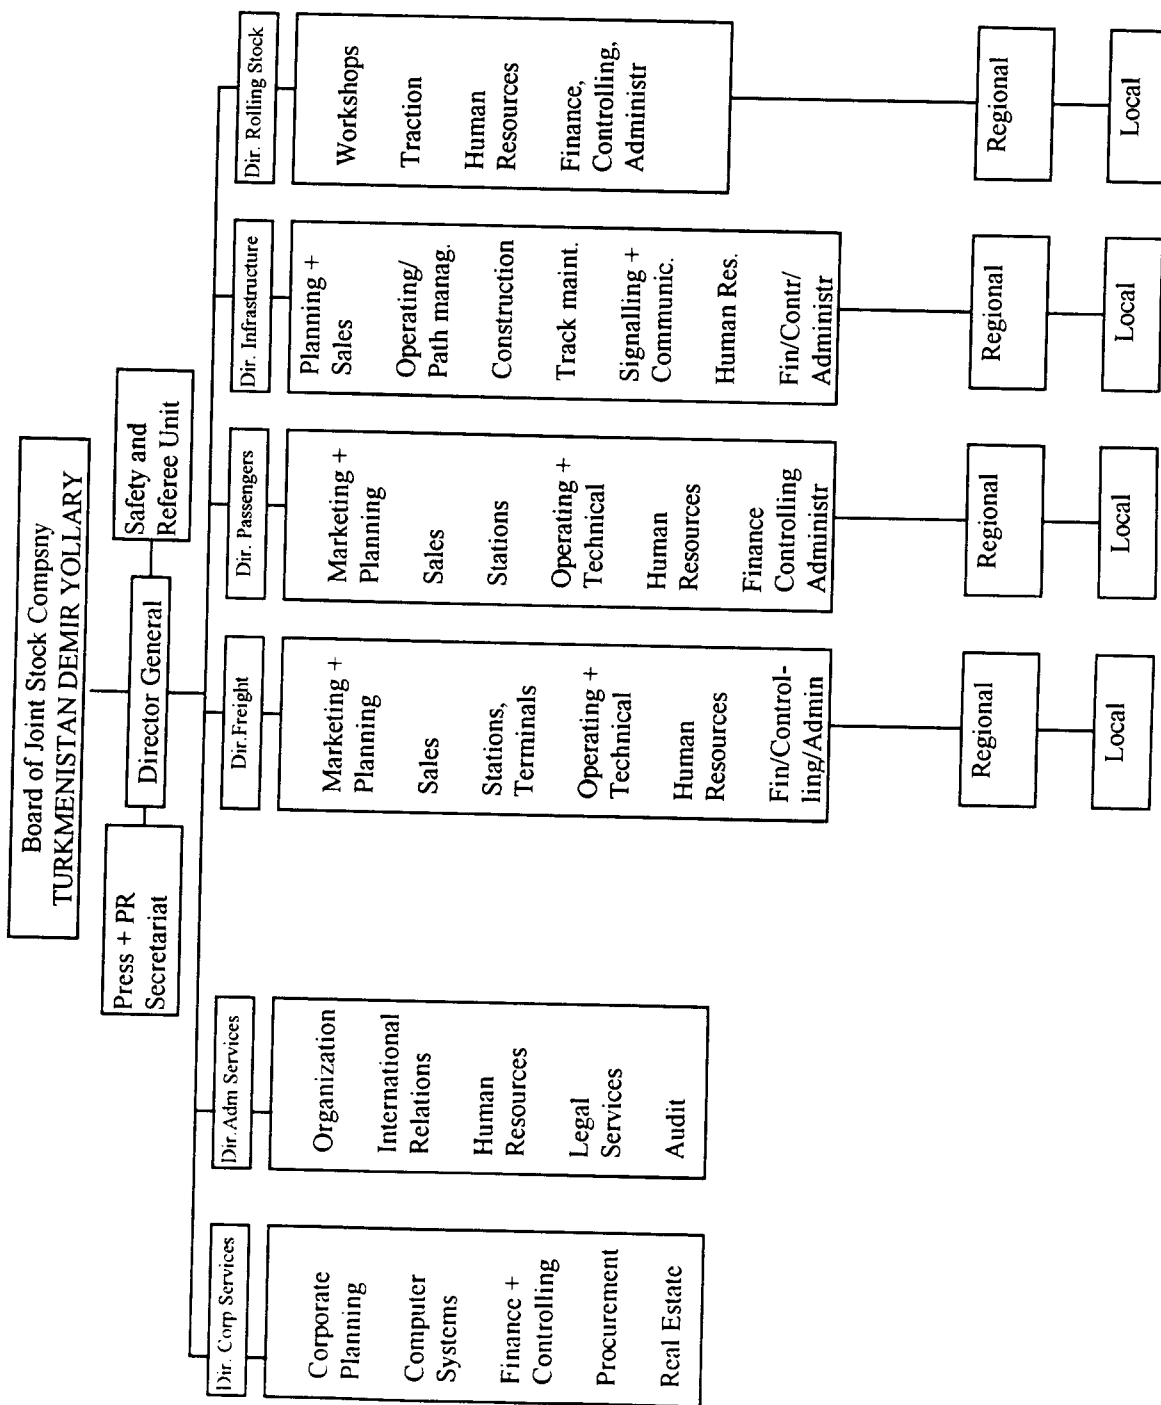 Board of Joint Stock Compsny
TURKMENISTAN DEMIR YOLLARY
Press + PR
Secretariat
Director General
Safety and
Referee Unit
Dir. Corp Services
Corporate
Planning
Computer
Systems
Finance +
Controlling
Procurement
Real Estate
Dir. Adm Services
Organization
International
Relations
Human
Resources
Legal
Services
Audit
Dir.Freight
Marketing +
Planning
Sales
Stations,
Terminals
Operating +
Technical
Human
Resources
Fin/Control-
ling/Admin
Regional
Local
Dir. Passengers
Marketing +
Planning
Sales
Stations
Operating +
Technical
Human
Resources
Finance
Controlling
Administr
Regional
Local
Dir. Infrastructure
Planning +
Sales
Operating/
Path manag.
Construction
Track maint.
Signalling +
Communic.
Human Res.
Fin/Contr/
Administr
Regional
Local
Dir. Rolling Stock
Workshops
Traction
Human
Resources
Finance,
Controlling,
Administr
Regional
Local